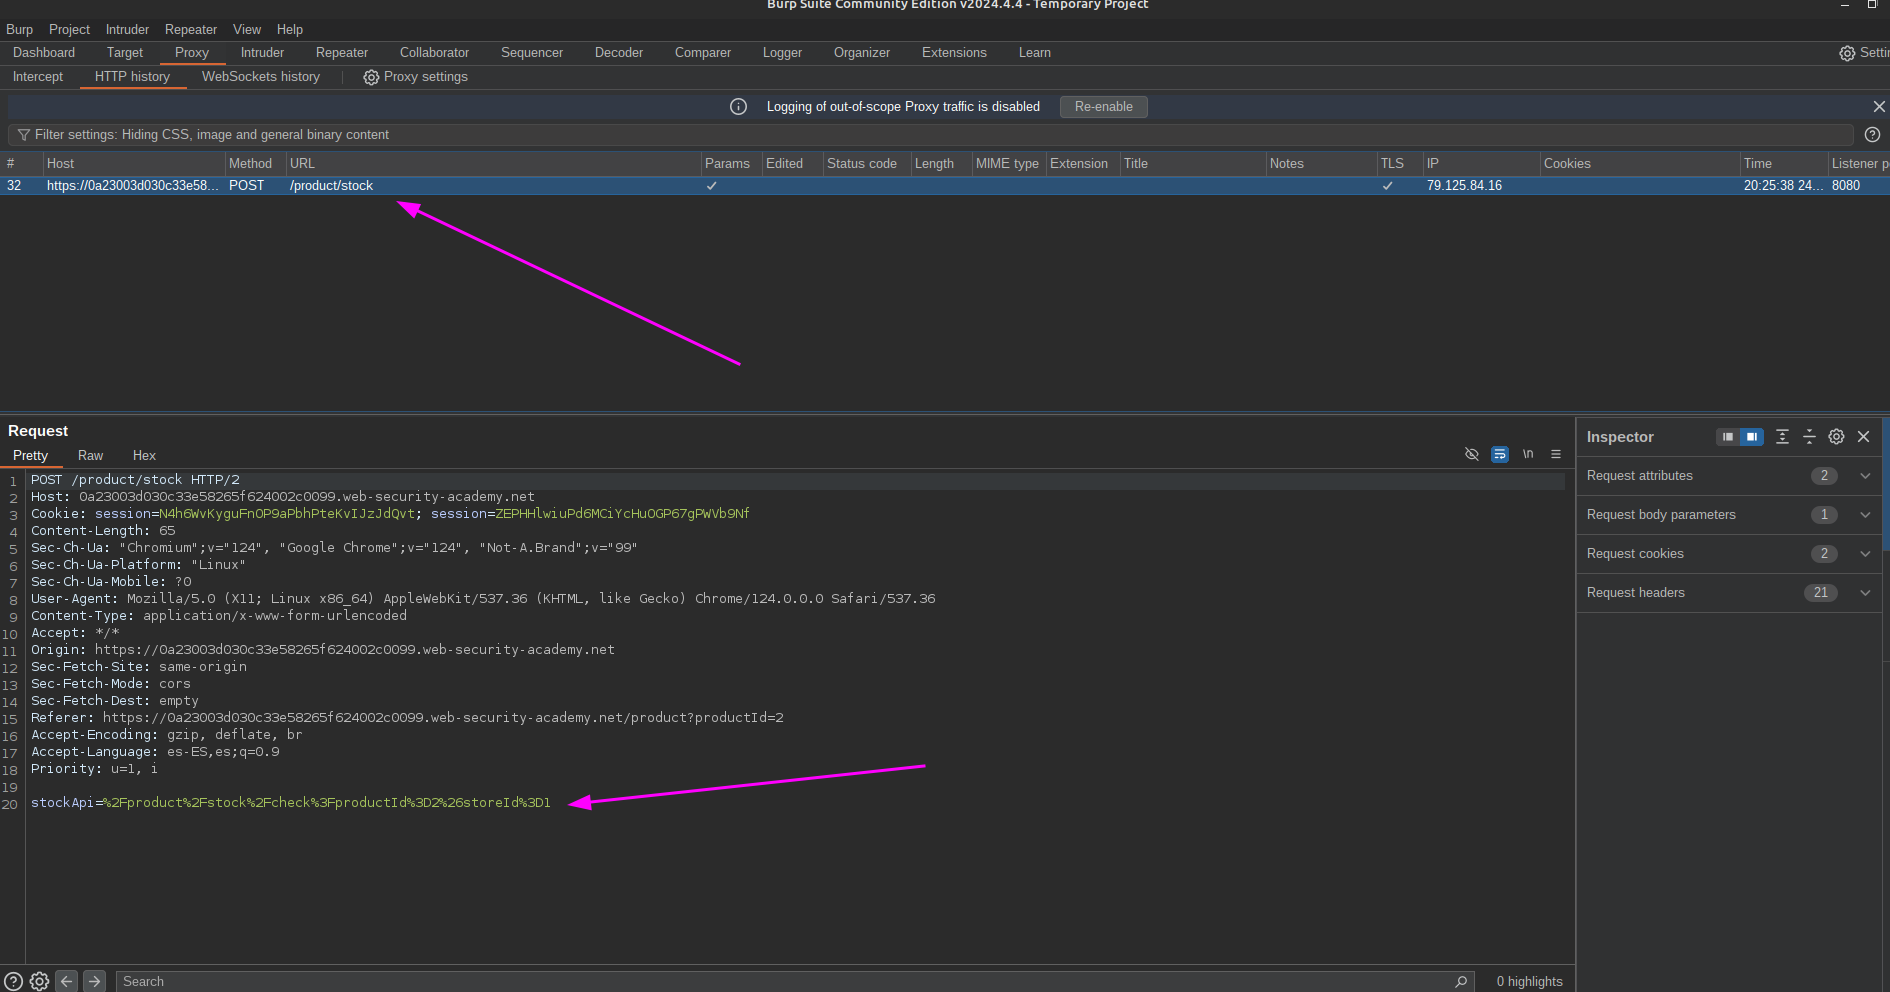 Burp Suite Community Edition v2024.4.4 - Temporary Project
Burp Project Intruder Repeater View Help
Dashboard Target Proxy Intruder Repeater Collaborator Sequencer Decoder Comparer Logger Organizer Extensions Learn Settin
Intercept HTTP history WebSockets history Proxy settings
Logging of out-of-scope Proxy traffic is disabled Re-enable
Filter settings: Hiding CSS, image and general binary content
# Host Method URL Params Edited Status code Length MIME type Extension Title Notes TLS IP Cookies Time Listener p
32 https://0a23003d030c33e58... POST /product/stock ✓ ✓ 79.125.84.16 20:25:38 24... 8080
Request
Pretty Raw Hex
\n
1 POST /product/stock HTTP/2
2 Host: 0a23003d030c33e58265f624002c0099.web-security-academy.net
3 Cookie: session=N4h6WvKyguFnOP9aPbhPteKvIJzJdQvt; session=ZEPHHlwiuPd6MCiYcHuOGP67gPWVb9Nf
4 Content-Length: 65
5 Sec-Ch-Ua: "Chromium";v="124", "Google Chrome";v="124", "Not-A.Brand";v="99"
6 Sec-Ch-Ua-Platform: "Linux"
7 Sec-Ch-Ua-Mobile: ?0
8 User-Agent: Mozilla/5.0 (X11; Linux x86_64) AppleWebKit/537.36 (KHTML, like Gecko) Chrome/124.0.0.0 Safari/537.36
9 Content-Type: application/x-www-form-urlencoded
10 Accept: */*
11 Origin: https://0a23003d030c33e58265f624002c0099.web-security-academy.net
12 Sec-Fetch-Site: same-origin
13 Sec-Fetch-Mode: cors
14 Sec-Fetch-Dest: empty
15 Referer: https://0a23003d030c33e58265f624002c0099.web-security-academy.net/product?productId=2
16 Accept-Encoding: gzip, deflate, br
17 Accept-Language: es-ES,es;q=0.9
18 Priority: u=1, i
19
20 stockApi=%2Fproduct%2Fstock%2Fcheck%3FproductId%3D2%26storeId%3D1
Inspector
Request attributes 2
Request body parameters 1
Request cookies 2
Request headers 21
Search
0 highlights